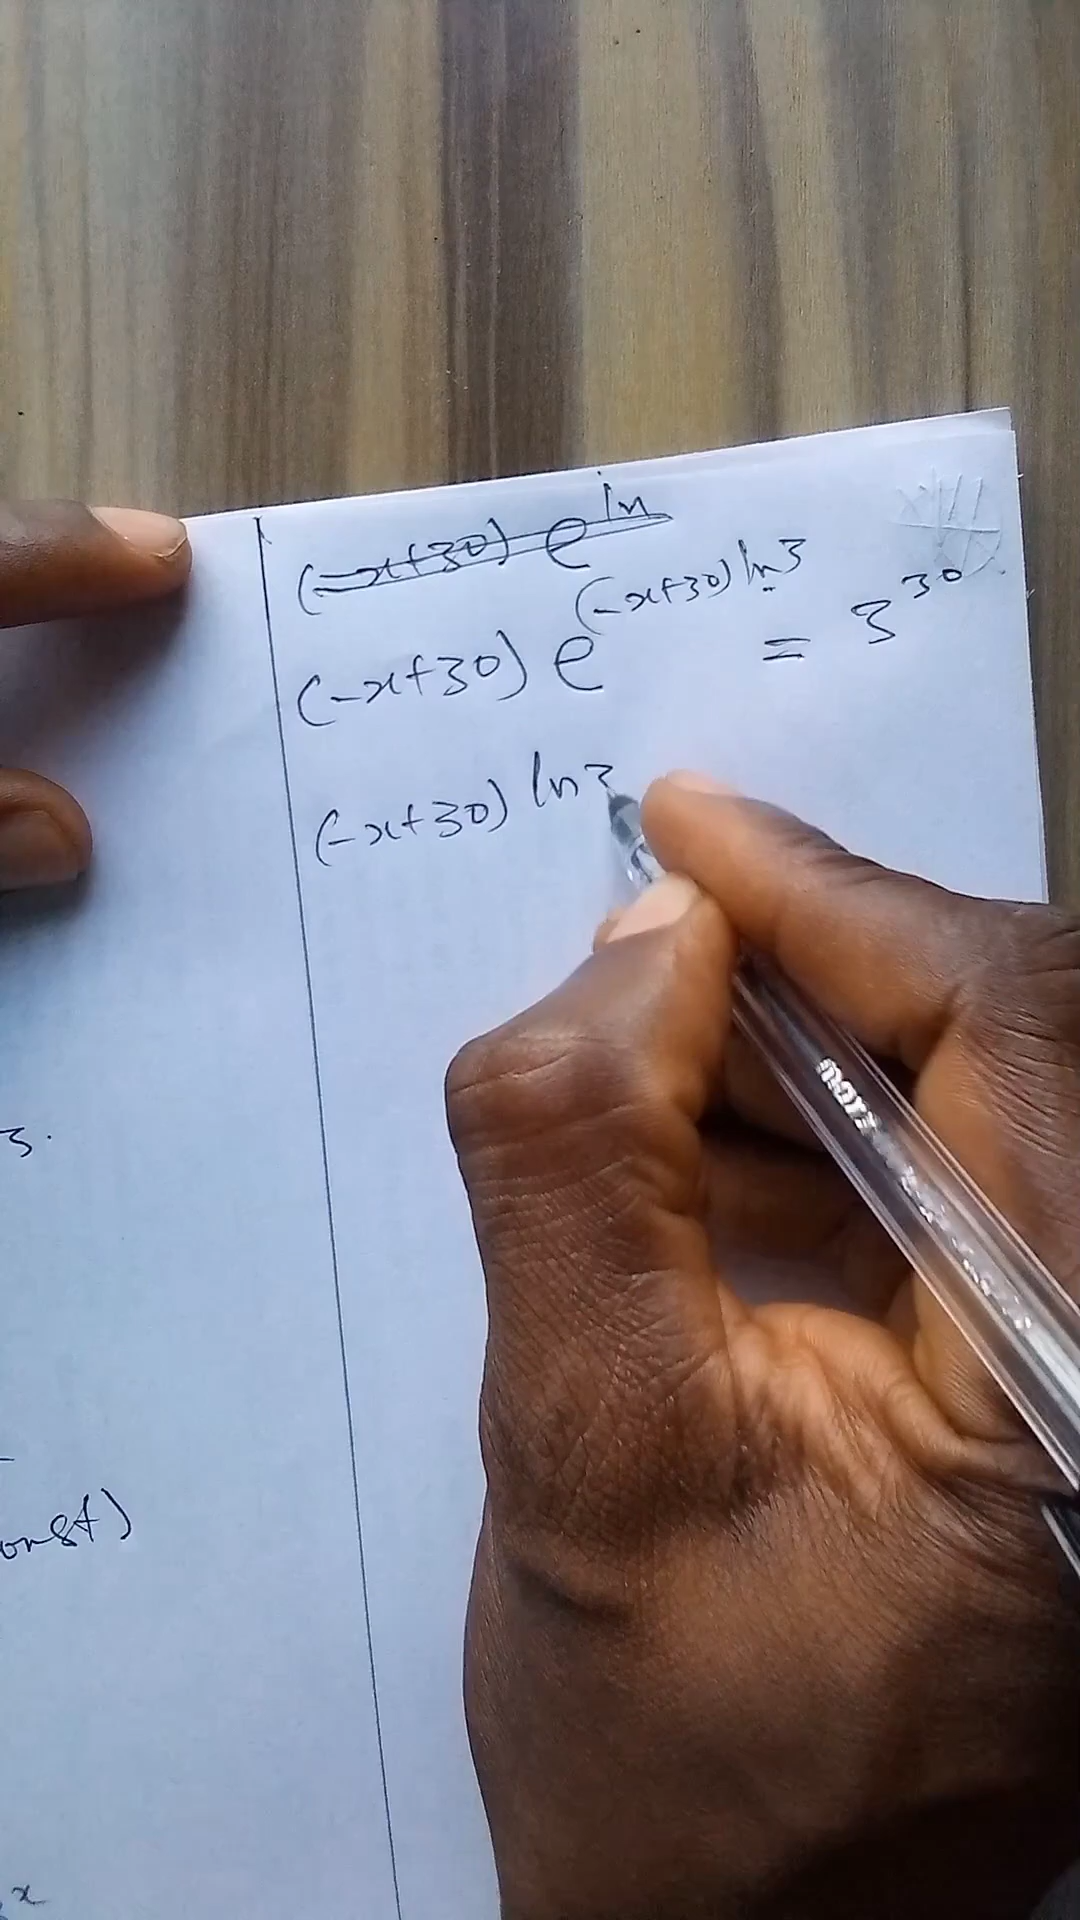 (-x+30) e^ln
(-x+30) e^(-x+30) ln3 = 3^30
(-x+30) ln3
3.
onst)
x